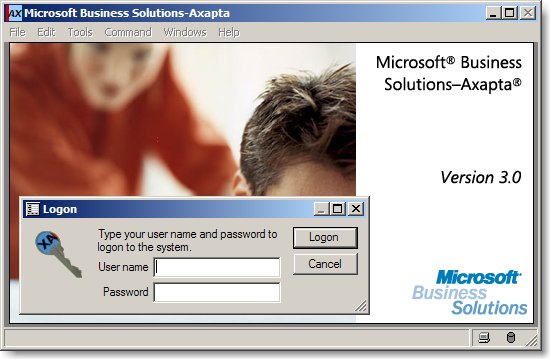 AX Microsoft Business Solutions-Axapta
File Edit Tools Command Windows Help
Microsoft® Business
Solutions–Axapta®
Version 3.0
Logon
XA
Type your user name and password to
logon to the system.
User name
Password
Logon
Cancel
Microsoft
Business
Solutions